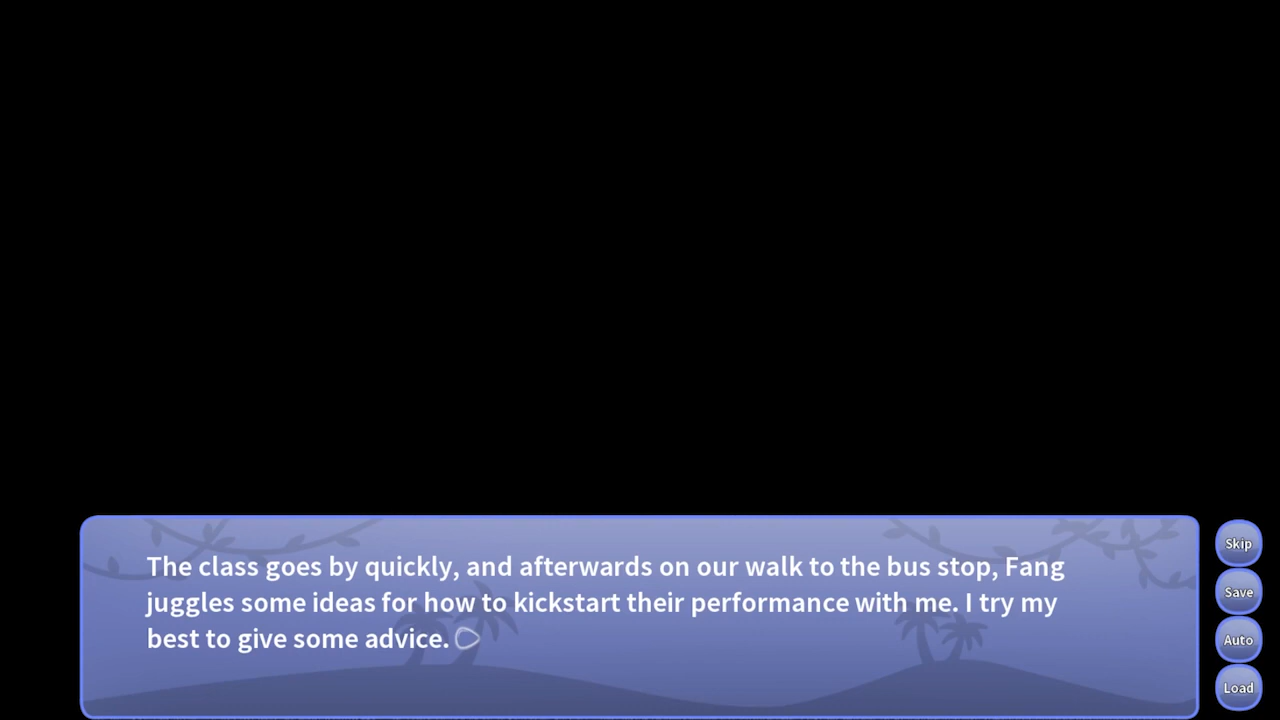 The class goes by quickly, and afterwards on our walk to the bus stop, Fang
juggles some ideas for how to kickstart their performance with me. I try my
best to give some advice.
Skip
Save
Auto
Load